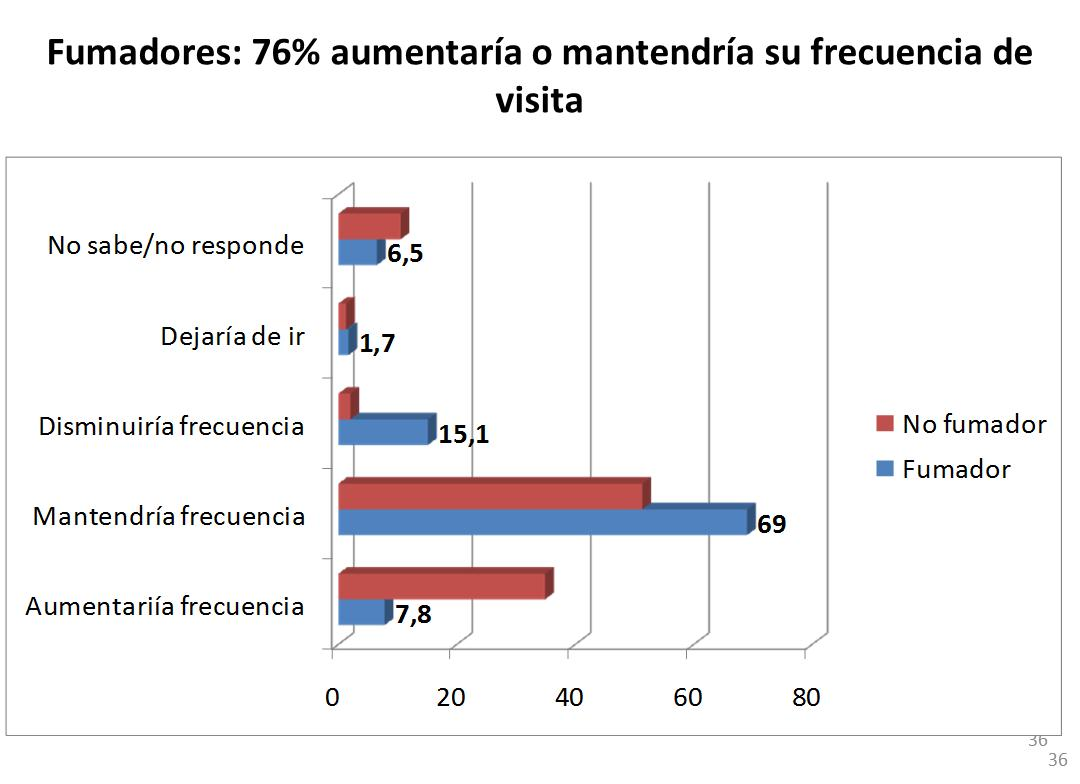 Fumadores: 76% aumentaría o mantendría su frecuencia de
visita
No sabe/no responde
6,5
Dejaría de ir
1,7
Disminuiría frecuencia
15,1
Mantendría frecuencia
69
Aumentariía frecuencia
7,8
0 20 40 60 80
No fumador
Fumador
36
36